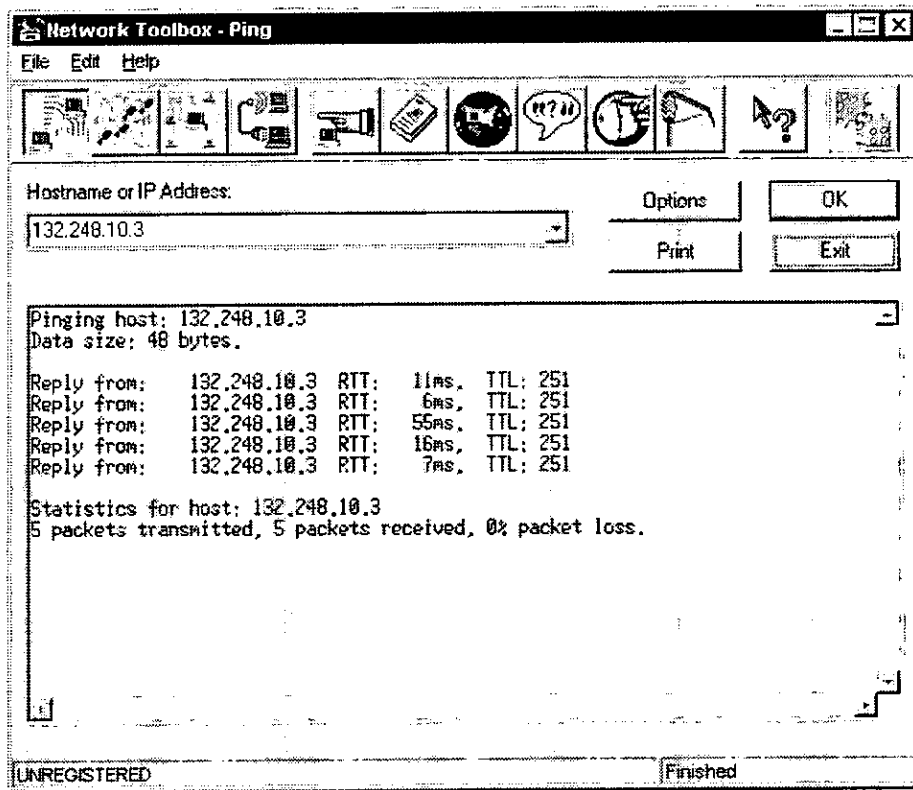 Network Toolbox - Ping
File Edit Help
Hostname or IP Address:
132.248.10.3
Options
OK
Print
Exit
Pinging host: 132.248.10.3
Data size: 48 bytes.
Reply from: 132.248.10.3 RTT: 11ms, TTL: 251
Reply from: 132.248.10.3 RTT: 6ms, TTL: 251
Reply from: 132.248.10.3 RTT: 55ms, TTL: 251
Reply from: 132.248.10.3 RTT: 16ms, TTL: 251
Reply from: 132.248.10.3 RTT: 7ms, TTL: 251
Statistics for host: 132.248.10.3
5 packets transmitted, 5 packets received, 0% packet loss.
UNREGISTERED
Finished